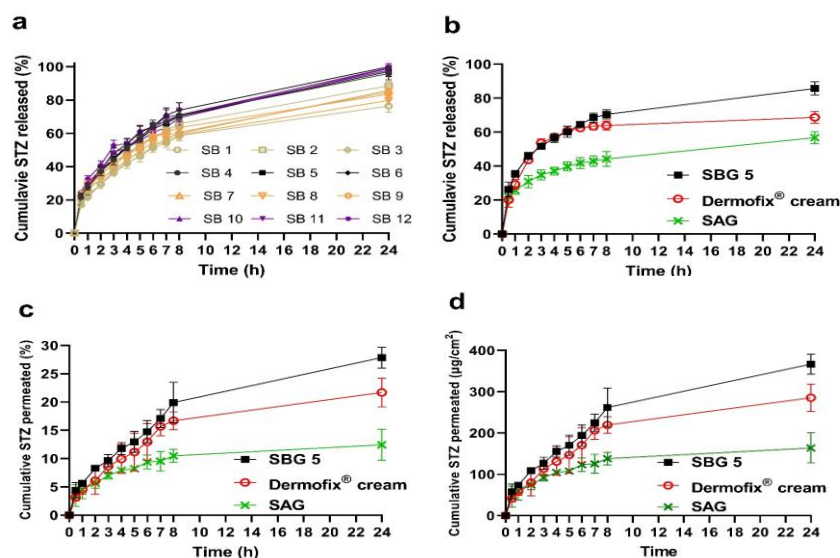 a
Cumulavie STZ released (%)
100
80
60
40
20
0
SB 1 SB 2 SB 3
SB 4 SB 5 SB 6
SB 7 SB 8 SB 9
SB 10 SB 11 SB 12
0 1 2 3 4 5 6 7 8 10 12 14 16 18 20 22 24
Time (h)
b
Cumulavie STZ released (%)
100
80
60
40
20
0
SBG 5
Dermofix® cream
SAG
0 1 2 3 4 5 6 7 8 10 12 14 16 18 20 22 24
Time (h)
c
Cumulative STZ permeated (%)
30
25
20
15
10
5
0
SBG 5
Dermofix® cream
SAG
0 1 2 3 4 5 6 7 8 10 12 14 16 18 20 22 24
Time (h)
d
Cumulative STZ permeated (µg/cm²)
400
300
200
100
0
SBG 5
Dermofix® cream
SAG
0 1 2 3 4 5 6 7 8 10 12 14 16 18 20 22 24
Time